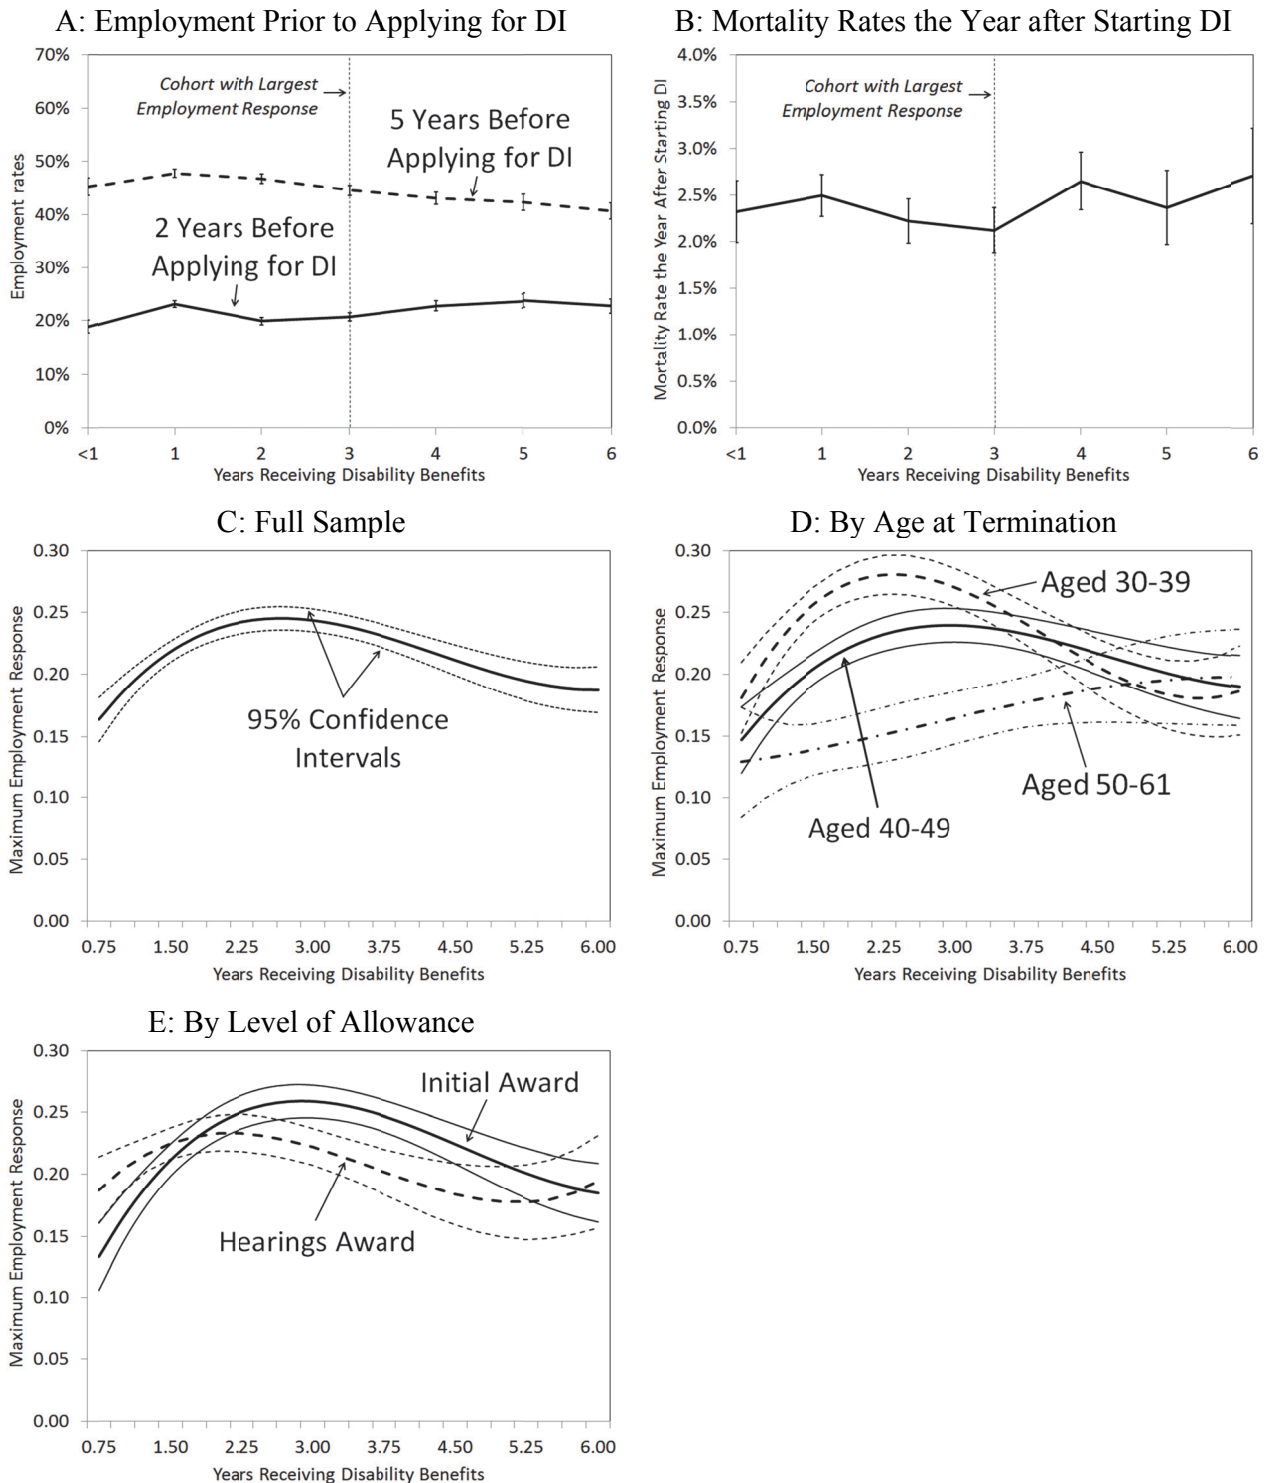 A: Employment Prior to Applying for DI
70%
60%
50%
40%
30%
20%
10%
0%
Employment rates
Cohort with Largest
Employment Response
5 Years Before
Applying for DI
2 Years Before
Applying for DI
<1 1 2 3 4 5 6
Years Receiving Disability Benefits
B: Mortality Rates the Year after Starting DI
4.0%
3.5%
3.0%
2.5%
2.0%
1.5%
1.0%
0.5%
0.0%
Mortality Rate the Year After Starting DI
Cohort with Largest
Employment Response
<1 1 2 3 4 5 6
Years Receiving Disability Benefits
C: Full Sample
0.30
0.25
0.20
0.15
0.10
0.05
0.00
Maximum Employment Response
95% Confidence
Intervals
0.75 1.50 2.25 3.00 3.75 4.50 5.25 6.00
Years Receiving Disability Benefits
D: By Age at Termination
0.30
0.25
0.20
0.15
0.10
0.05
0.00
Maximum Employment Response
Aged 30-39
Aged 50-61
Aged 40-49
0.75 1.50 2.25 3.00 3.75 4.50 5.25 6.00
Years Receiving Disability Benefits
E: By Level of Allowance
0.30
0.25
0.20
0.15
0.10
0.05
0.00
Maximum Employment Response
Initial Award
Hearings Award
0.75 1.50 2.25 3.00 3.75 4.50 5.25 6.00
Years Receiving Disability Benefits